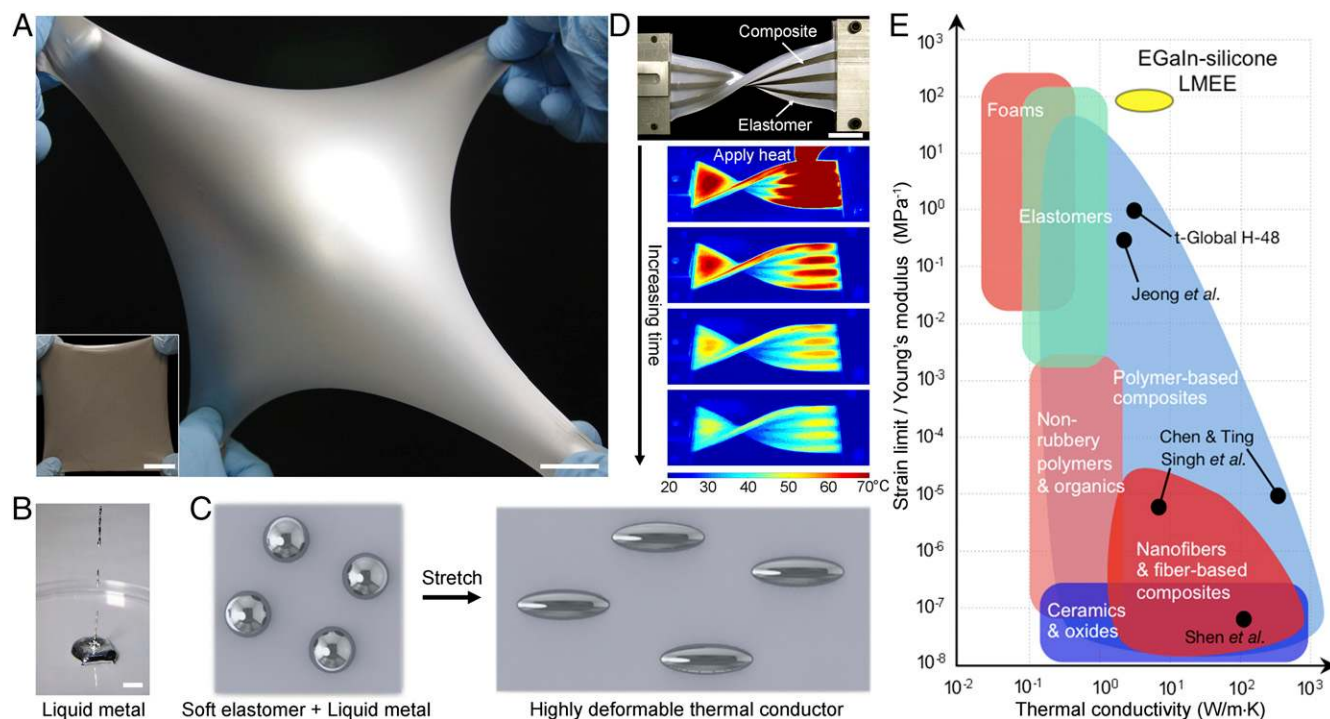 A
B
Liquid metal
C
Stretch
Soft elastomer + Liquid metal
Highly deformable thermal conductor
D
Composite
Elastomer
Apply heat
Increasing time
20 30 40 50 60 70°C
E
Strain limit / Young's modulus (MPa⁻¹)
10³
10²
10¹
10⁰
10⁻¹
10⁻²
10⁻³
10⁻⁴
10⁻⁵
10⁻⁶
10⁻⁷
10⁻⁸
EGaIn-silicone
LMEE
Foams
Elastomers
t-Global H-48
Jeong et al.
Polymer-based
composites
Non-
rubbery
polymers
& organics
Chen & Ting
Singh et al.
Nanofibers
& fiber-based
composites
Ceramics
& oxides
Shen et al.
10⁻² 10⁻¹ 10⁰ 10¹ 10² 10³
Thermal conductivity (W/m·K)